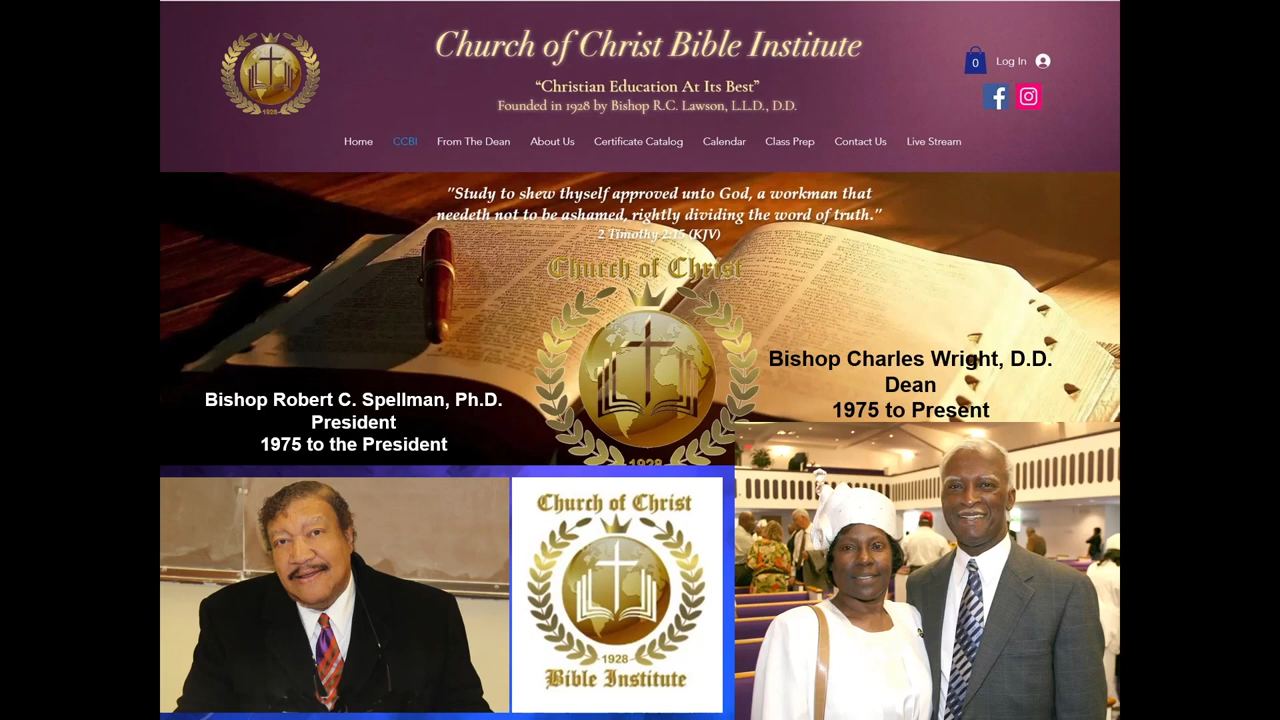 Church of Christ Bible Institute
“Christian Education At Its Best”
Founded in 1928 by Bishop R.C. Lawson, L.L.D., D.D.
0
Log In
1928
Home CCBI From The Dean About Us Certificate Catalog Calendar Class Prep Contact Us Live Stream
"Study to shew thyself approved unto God, a workman that
needeth not to be ashamed, rightly dividing the word of truth."
2 Timothy 2:15 (KJV)
Church of Christ
1928
Bishop Robert C. Spellman, Ph.D.
President
1975 to the President
Bishop Charles Wright, D.D.
Dean
1975 to Present
Church of Christ
1928
Bible Institute